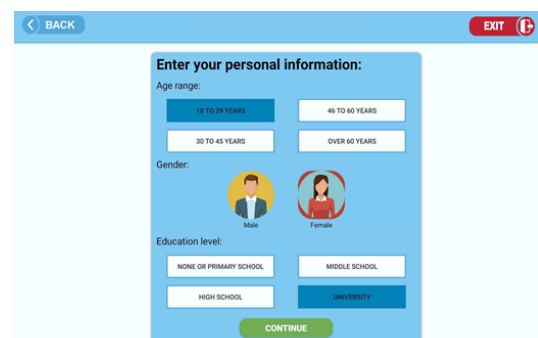 BACK
EXIT
Enter your personal information:
Age range:
18 TO 29 YEARS
46 TO 60 YEARS
30 TO 45 YEARS
OVER 60 YEARS
Gender:
Male
Female
Education level:
NONE OR PRIMARY SCHOOL
MIDDLE SCHOOL
HIGH SCHOOL
UNIVERSITY
CONTINUE